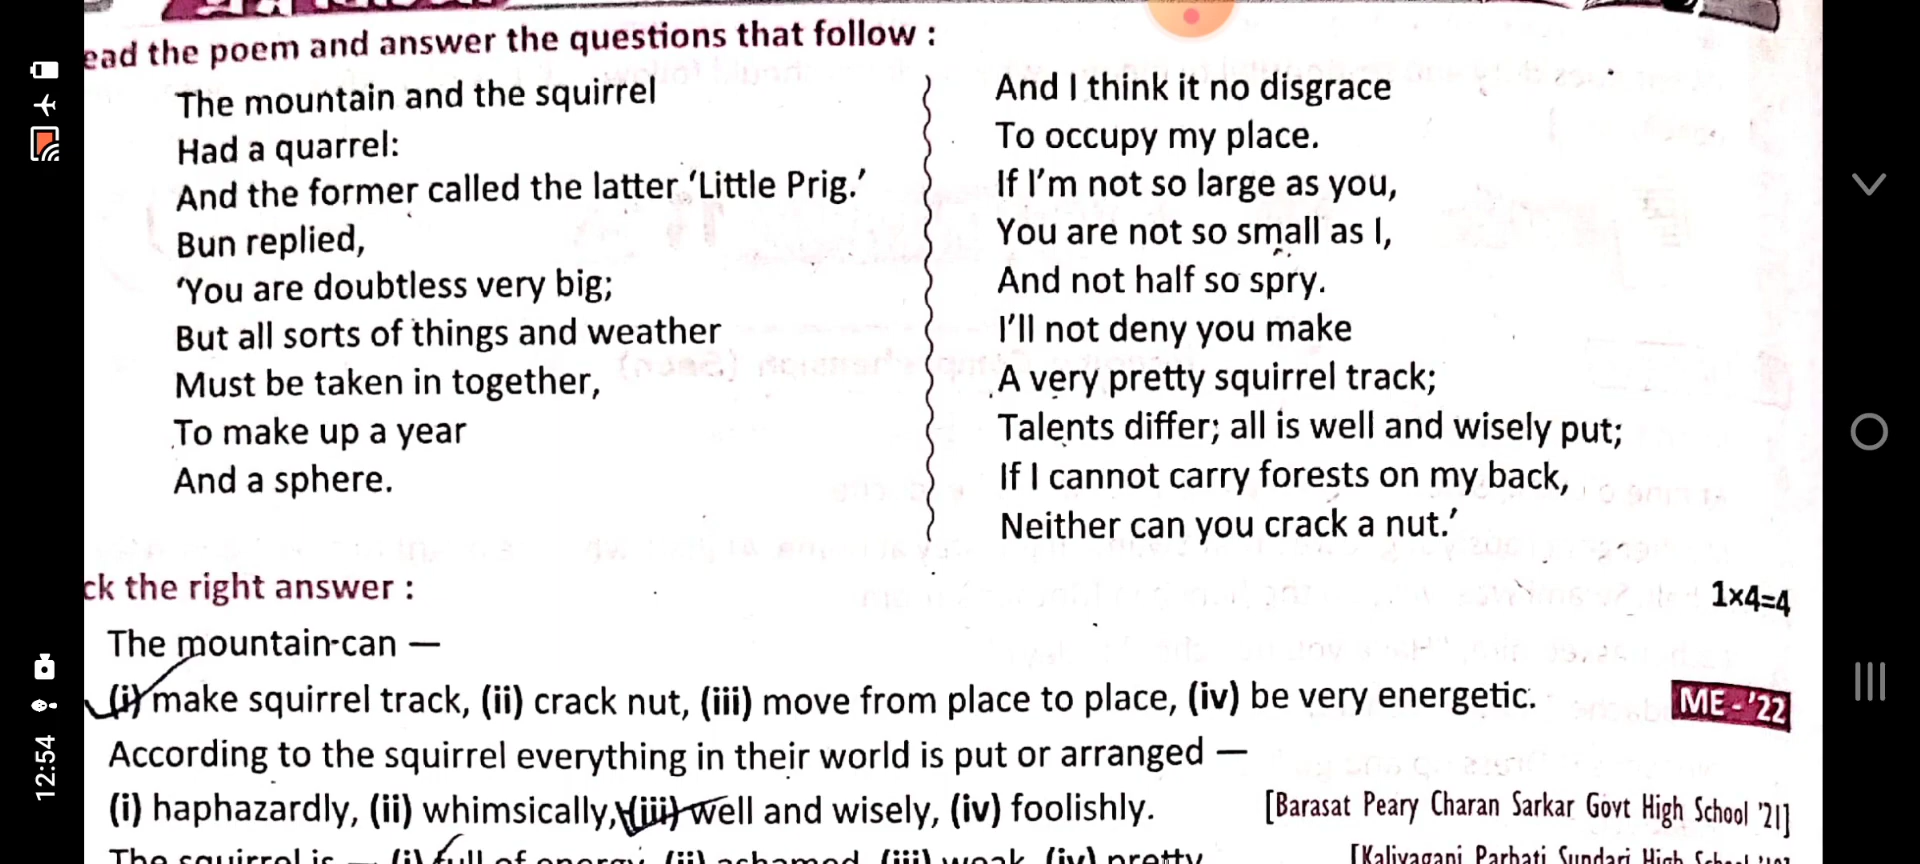 ead the poem and answer the questions that follow :
The mountain and the squirrel
Had a quarrel:
And the former called the latter ‘Little Prig.’
Bun replied,
‘You are doubtless very big;
But all sorts of things and weather
Must be taken in together,
To make up a year
And a sphere.
And I think it no disgrace
To occupy my place.
If I’m not so large as you,
You are not so small as I,
And not half so spry.
I’ll not deny you make
A very pretty squirrel track;
Talents differ; all is well and wisely put;
If I cannot carry forests on my back,
Neither can you crack a nut.’
ck the right answer : 1×4=4
The mountain can —
(i) make squirrel track, (ii) crack nut, (iii) move from place to place, (iv) be very energetic. ME - '22
According to the squirrel everything in their world is put or arranged —
(i) haphazardly, (ii) whimsically, (iii) well and wisely, (iv) foolishly. [Barasat Peary Charan Sarkar Govt High School '21]
The squirrel is — (i) full of energy, (ii) ashamed, (iii) weak, (iv) pretty [Kaliyaganj Parbati Sundari High
12:54